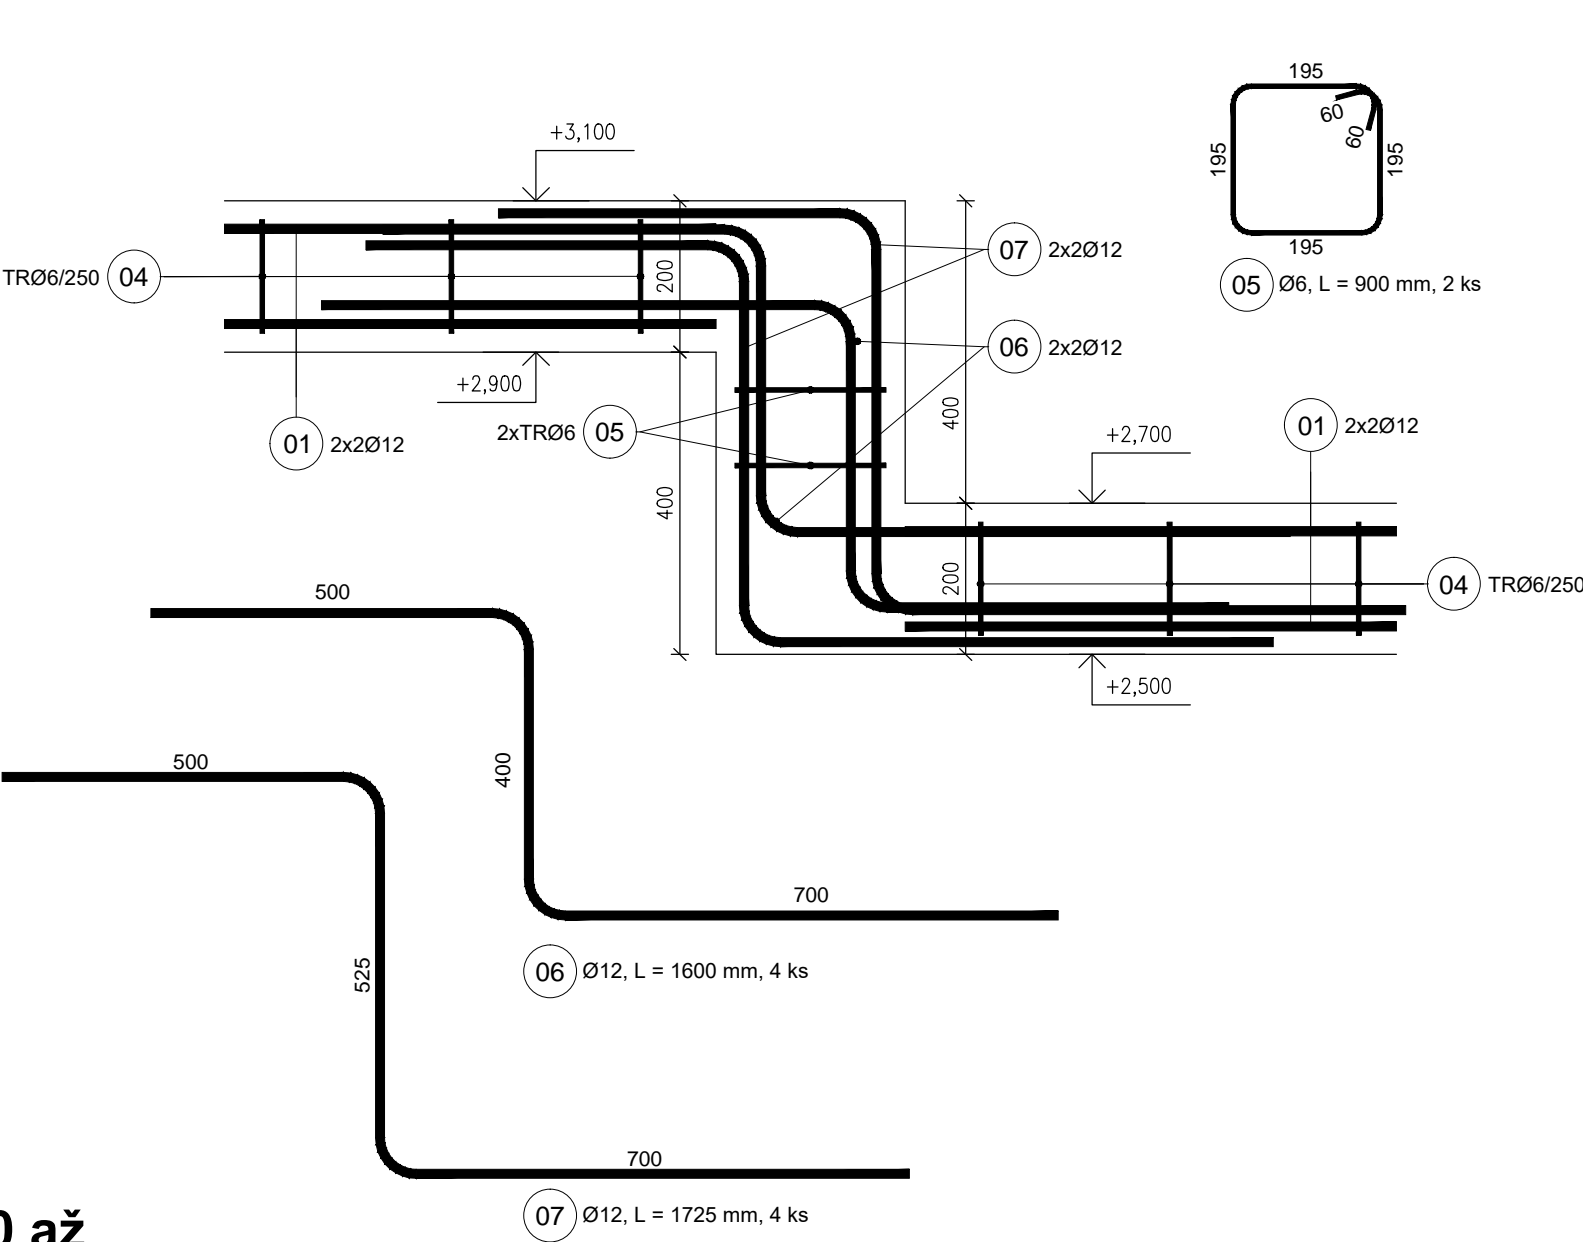 195
60
60
195
195
195
05 Ø6, L = 900 mm, 2 ks
+3,100
07 2x2Ø12
TRØ6/250 04
200
06 2x2Ø12
+2,900
01 2x2Ø12
2xTRØ6 05
400
400
+2,700
01 2x2Ø12
200
04 TRØ6/250
+2,500
500
400
700
06 Ø12, L = 1600 mm, 4 ks
500
525
700
07 Ø12, L = 1725 mm, 4 ks
0 až